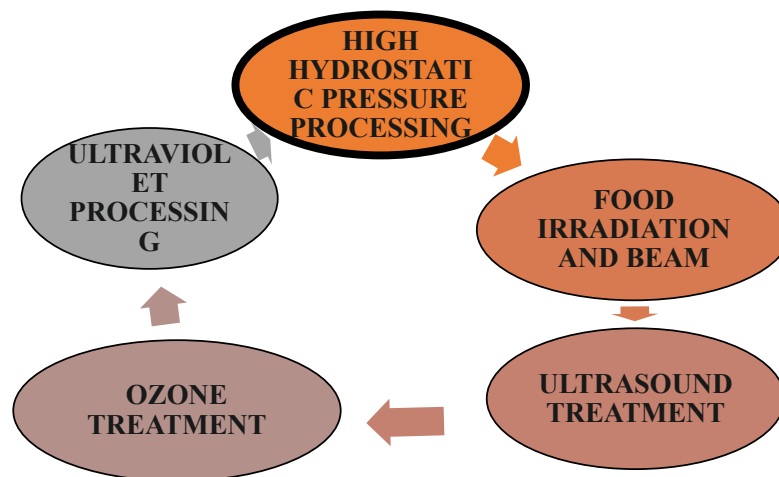 HIGH
HYDROSTATI
C PRESSURE
PROCESSING
FOOD
IRRADIATION
AND BEAM
ULTRASOUND
TREATMENT
OZONE
TREATMENT
ULTRAVIOL
ET
PROCESSIN
G